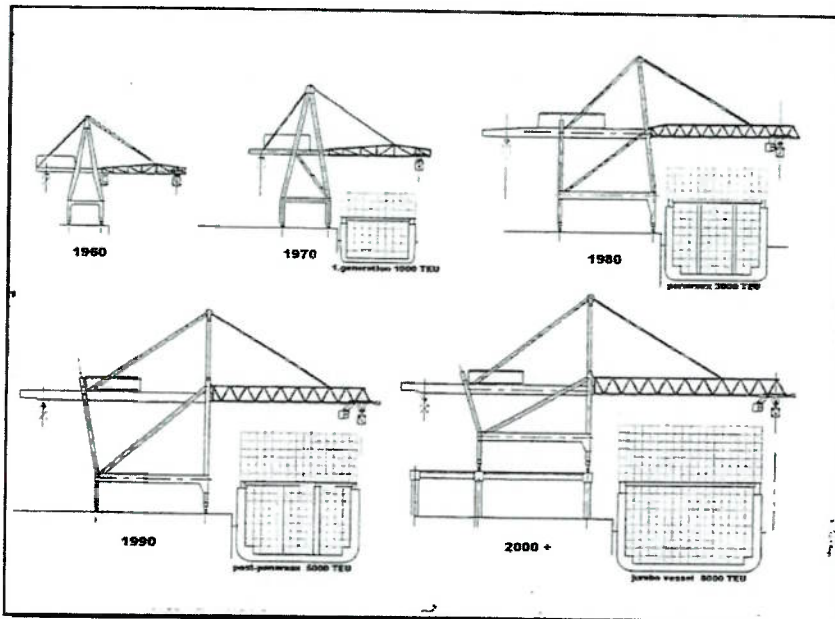 1960
1970
1.generation 1000 TEU
1980
panamax 3000 TEU
1990
post-panamax 5000 TEU
2000 +
jumbo vessel 8000 TEU